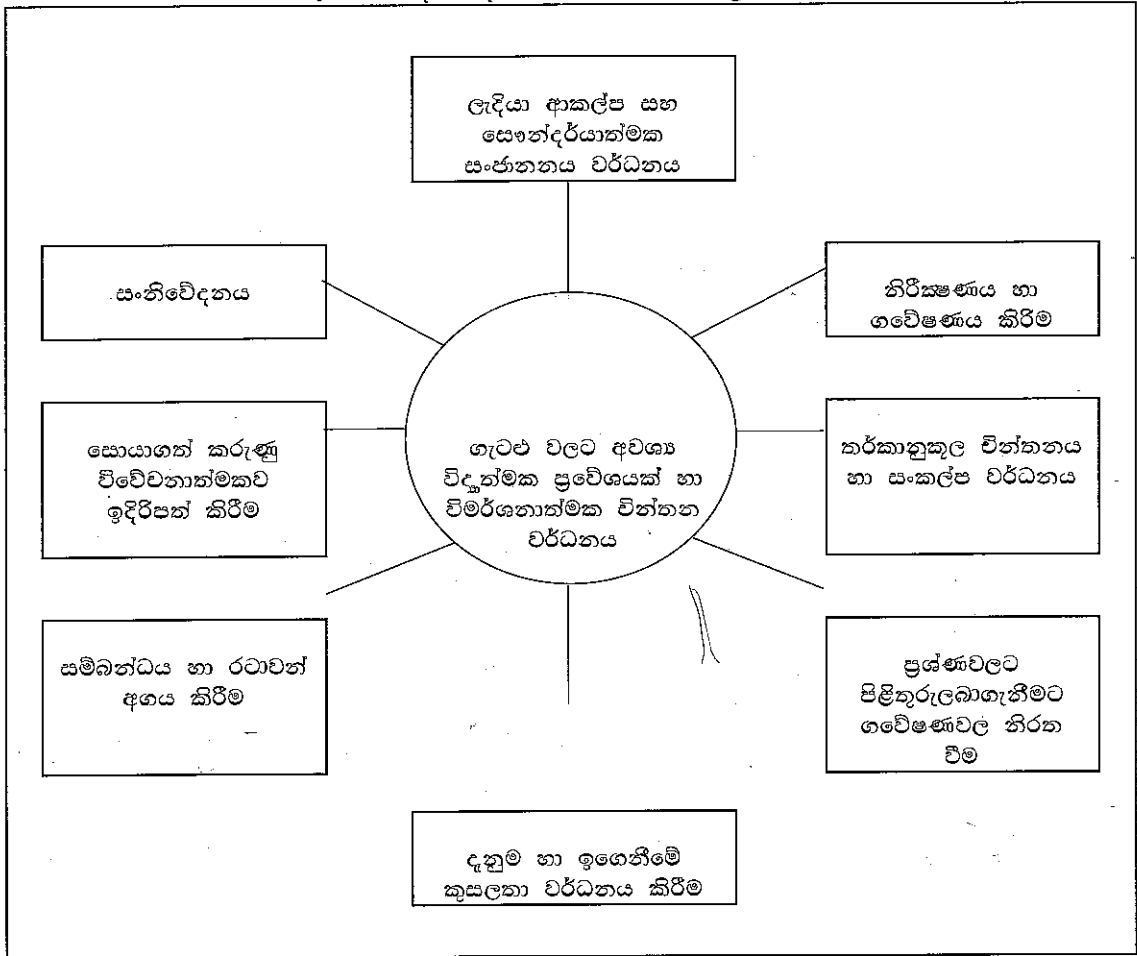 ලැදියා ආකල්ප සහ
සෞන්දර්යාත්මක
සංජානනය වර්ධනය
සංනිවේදනය
නිරීක්ෂණය හා
ගවේෂණය කිරිම
ගැටළු වලට අවශ්‍ය
විද්‍යාත්මක ප්‍රවේශයක් හා
විමර්ශනාත්මක චින්තන
වර්ධනය
සොයාගත් කරුණු
විවේචනාත්මකව
ඉදිරිපත් කිරීම
තර්කානුකූල චින්තනය
හා සංකල්ප වර්ධනය
සම්බන්ධය හා රටාවන්
අගය කිරීම
ප්‍රශ්ණවලට
පිළිතුරුලබාගැනීමට
ගවේෂණවල නිරත
වීම
දැනුම හා ඉගෙනීමේ
කුසලතා වර්ධනය කිරීම